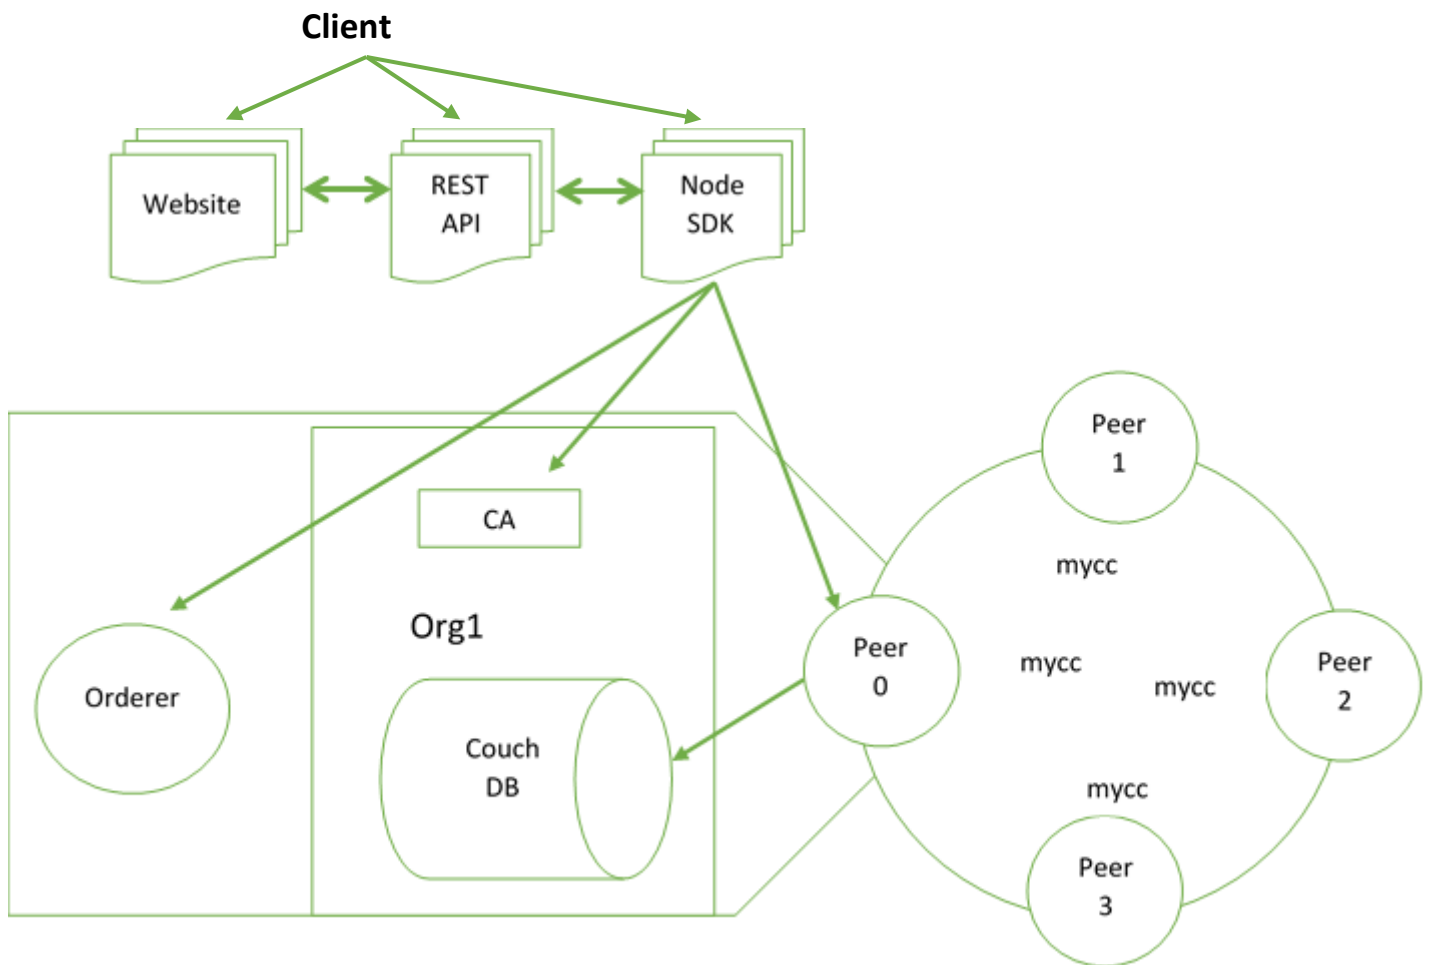 Client
Website
REST
API
Node
SDK
Peer
1
CA
mycc
Org1
Peer
0
mycc
mycc
Peer
2
Orderer
Couch
DB
mycc
Peer
3